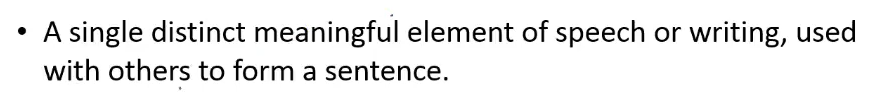 • A single distinct meaningful element of speech or writing, used
with others to form a sentence.